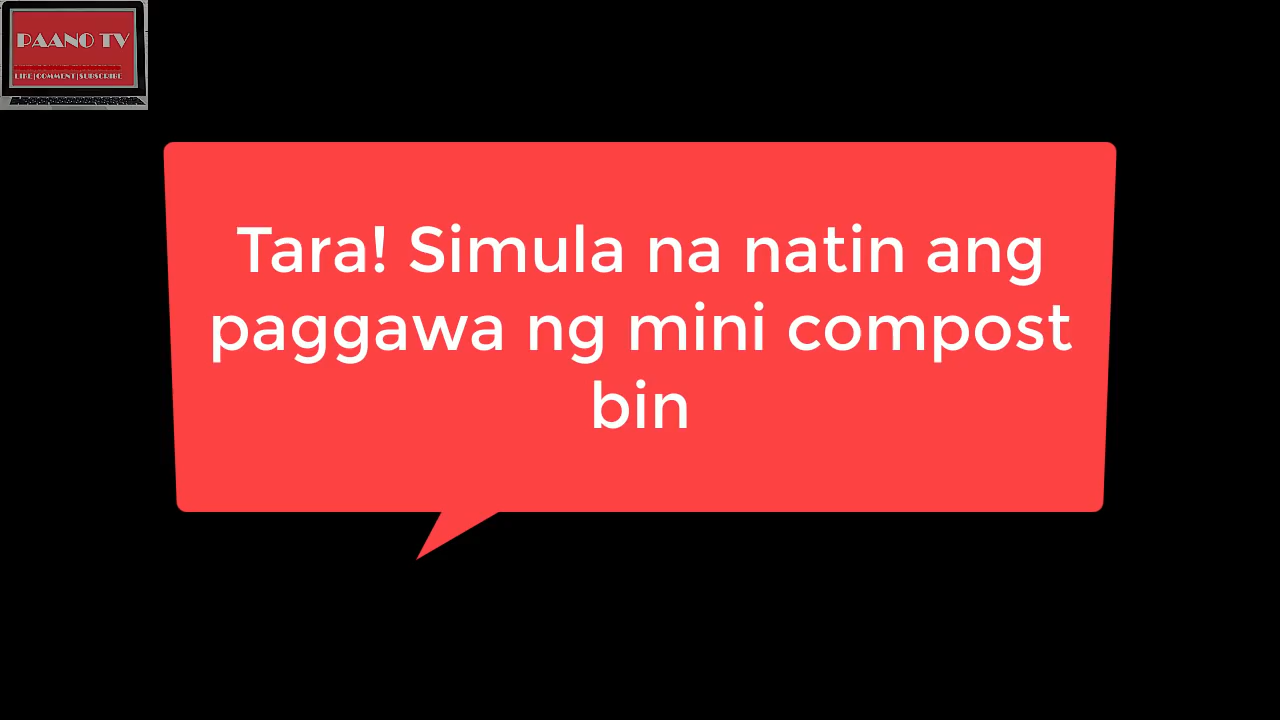 PAANO TV
LIKE|COMMENT|SUBSCRIBE
Tara! Simula na natin ang
paggawa ng mini compost
bin